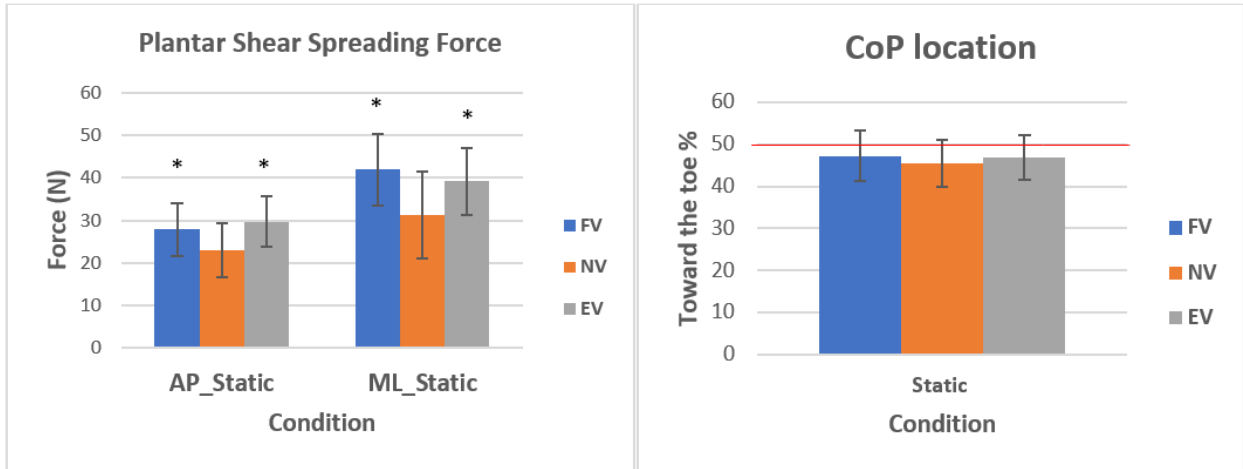 Plantar Shear Spreading Force
Force (N)
60
50
40
30
20
10
0
* * * *
AP_Static ML_Static
Condition
FV
NV
EV
CoP location
Toward the toe %
60
50
40
30
20
10
0
Static
Condition
FV
NV
EV